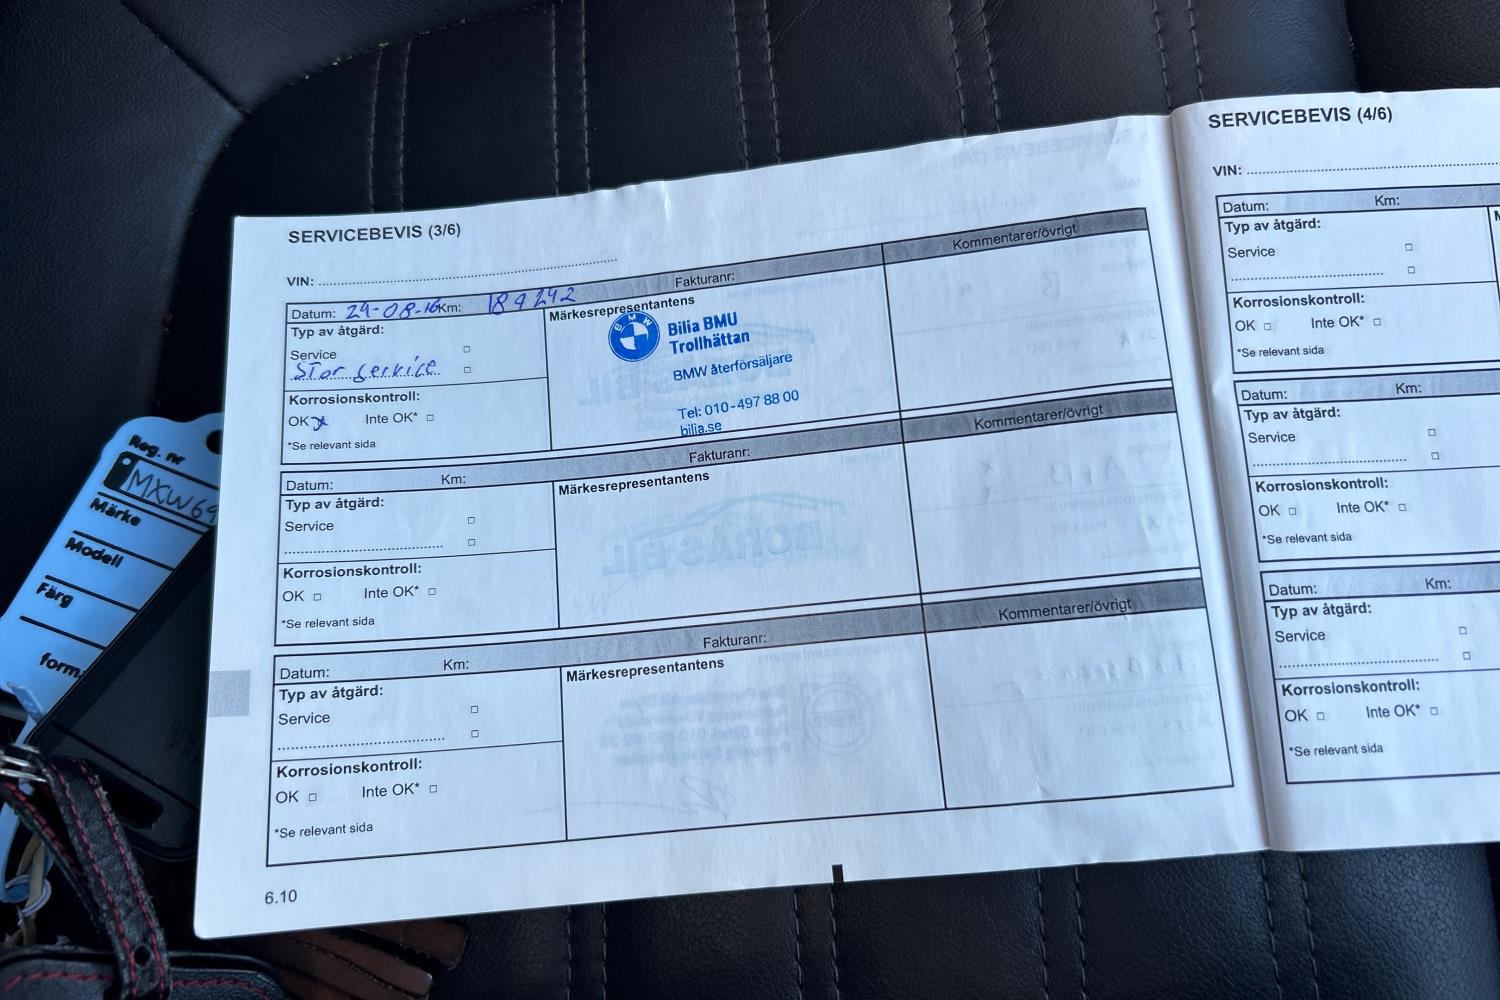 SERVICEBEVIS (3/6)
VIN:
Datum: 24-08-16 Km: 189242 Fakturanr: Kommentarer/övrigt
Typ av åtgärd:
Service
Stor service
Korrosionskontroll:
OK x Inte OK*
*Se relevant sida
Märkesrepresentantens
BMW
Bilia BMU
Trollhättan
BMW återförsäljare
Tel: 010-497 88 00
bilia.se
Datum: Km: Fakturanr: Kommentarer/övrigt
Typ av åtgärd:
Service
Korrosionskontroll:
OK Inte OK*
*Se relevant sida
Märkesrepresentantens
Datum: Km: Fakturanr: Kommentarer/övrigt
Typ av åtgärd:
Service
Korrosionskontroll:
OK Inte OK*
*Se relevant sida
Märkesrepresentantens
6.10
SERVICEBEVIS (4/6)
VIN:
Datum: Km:
Typ av åtgärd:
Service
Korrosionskontroll:
OK Inte OK*
*Se relevant sida
Datum: Km:
Typ av åtgärd:
Service
Korrosionskontroll:
OK Inte OK*
*Se relevant sida
Datum: Km:
Typ av åtgärd:
Service
Korrosionskontroll:
OK Inte OK*
*Se relevant sida
Reg. nr
Märke
Modell
Färg